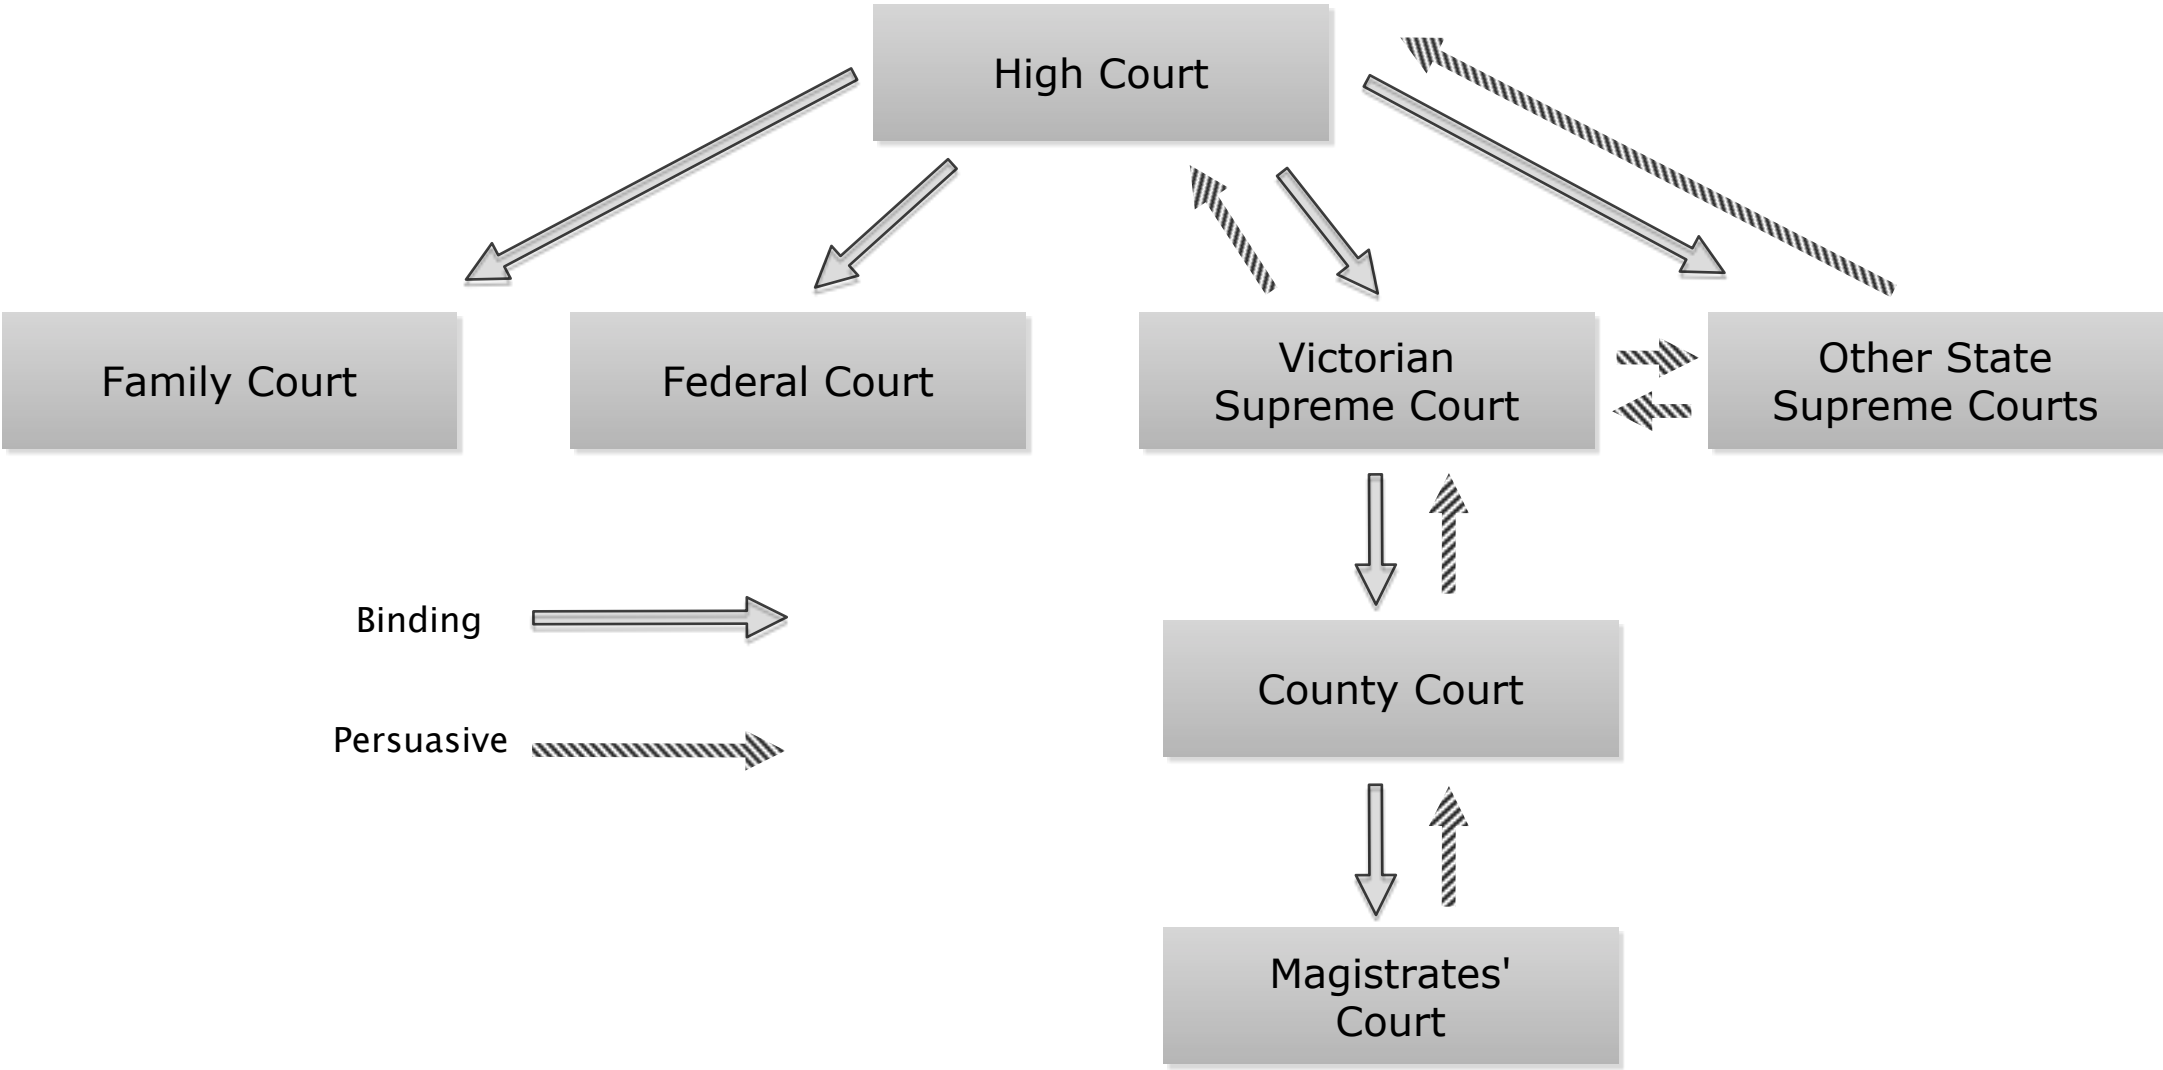 High Court
Family Court
Federal Court
Victorian
Supreme Court
Other State
Supreme Courts
Binding
Persuasive
County Court
Magistrates'
Court